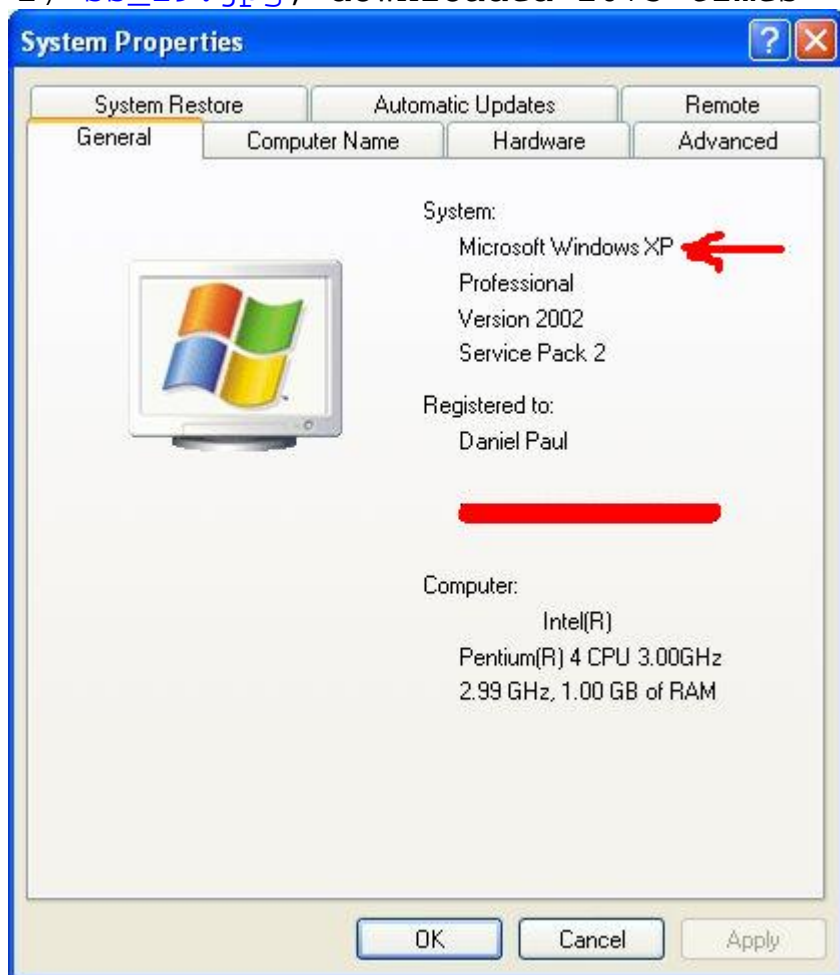 System Properties
System Restore Automatic Updates Remote
General Computer Name Hardware Advanced
System:
Microsoft Windows XP
Professional
Version 2002
Service Pack 2
Registered to:
Daniel Paul
Computer:
Intel(R)
Pentium(R) 4 CPU 3.00GHz
2.99 GHz, 1.00 GB of RAM
OK Cancel Apply